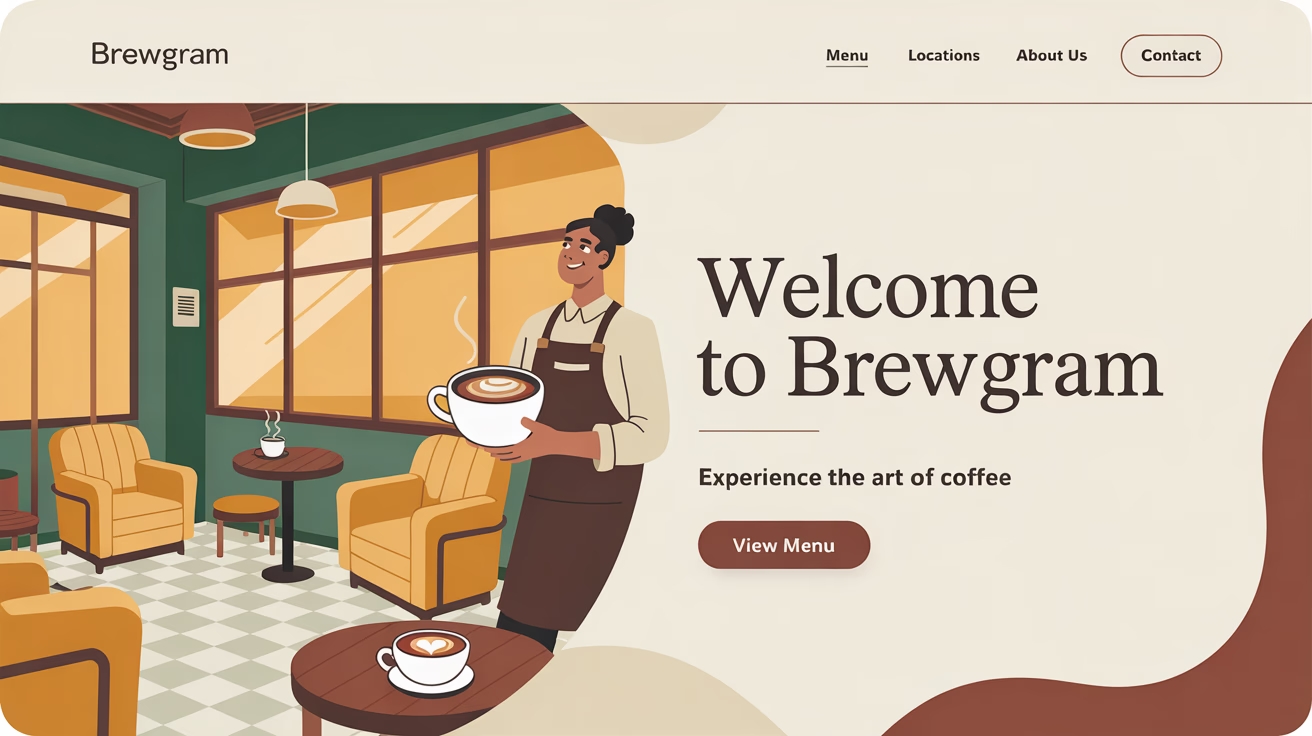 Brewgram
Menu
Locations
About Us
Contact
Welcome
to Brewgram
Experience the art of coffee
View Menu